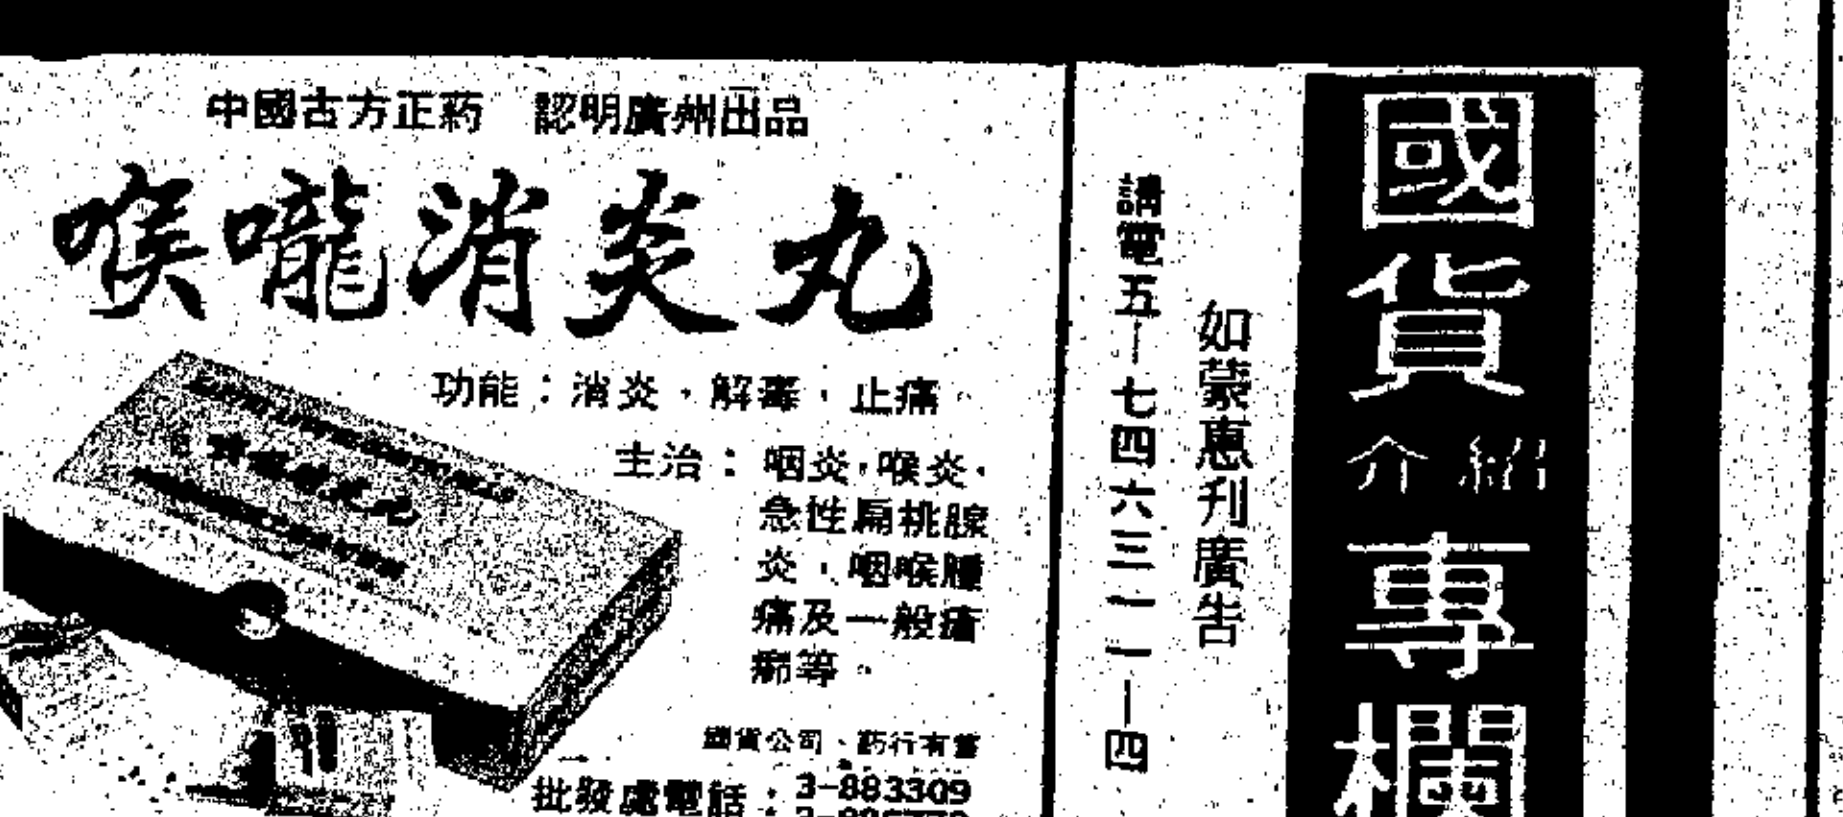 國貨介紹專欄
如蒙惠刊廣告
請電五—七四六三一一—四
中國古方正药　認明廣州出品
喉嚨消炎丸
功能：消炎，解毒，止痛。
主治：咽炎，喉炎，
急性扁桃腺
炎，咽喉腫
痛及一般瘡
癤等。
國貨公司、葯行有售
批發處電話：3-883309